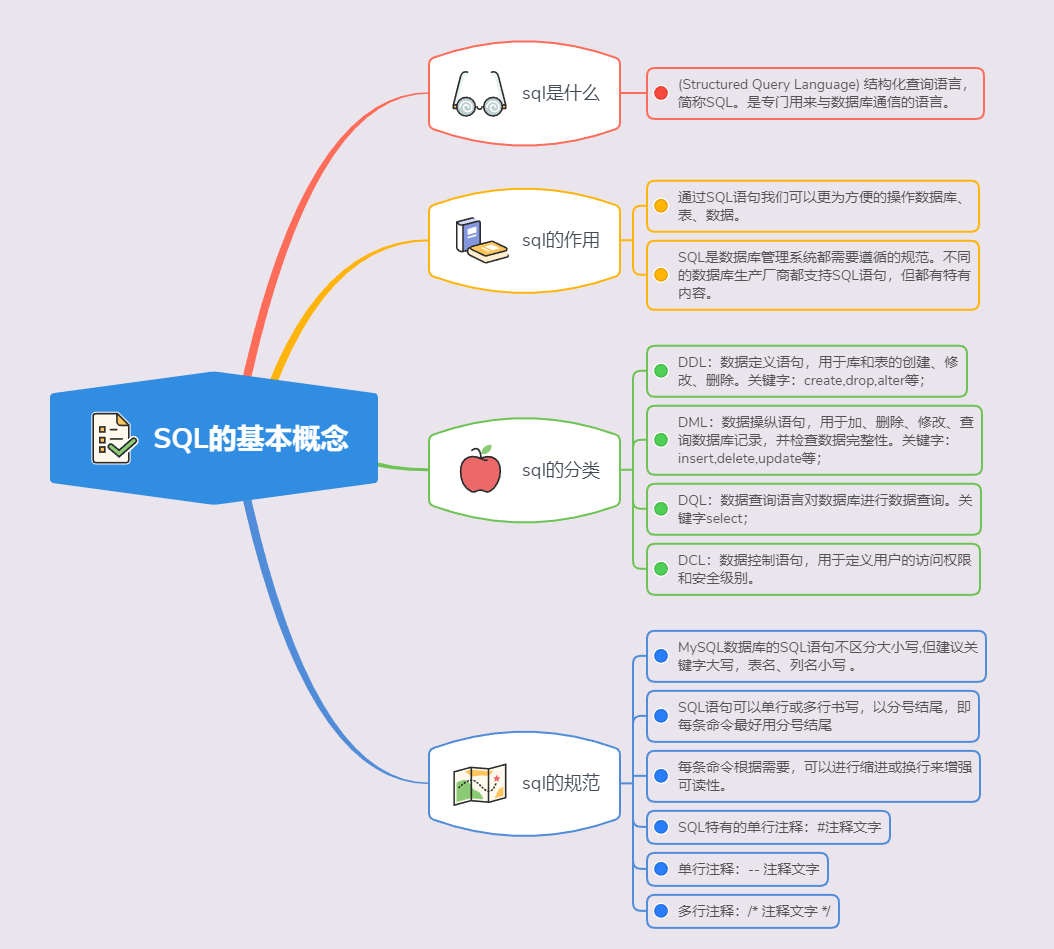 SQL的基本概念
sql是什么
(Structured Query Language) 结构化查询语言，
简称SQL。是专门用来与数据库通信的语言。
sql的作用
通过SQL语句我们可以更为方便的操作数据库、
表、数据。
SQL是数据库管理系统都需要遵循的规范。不同
的数据库生产厂商都支持SQL语句，但都有特有
内容。
sql的分类
DDL：数据定义语句，用于库和表的创建、修
改、删除。关键字：create,drop,alter等；
DML：数据操纵语句，用于加、删除、修改、查
询数据库记录，并检查数据完整性。关键字：
insert,delete,update等；
DQL：数据查询语言对数据库进行数据查询。关
键字select；
DCL：数据控制语句，用于定义用户的访问权限
和安全级别。
sql的规范
MySQL数据库的SQL语句不区分大小写,但建议关
键字大写，表名、列名小写 。
SQL语句可以单行或多行书写，以分号结尾，即
每条命令最好用分号结尾
每条命令根据需要，可以进行缩进或换行来增强
可读性。
SQL特有的单行注释：#注释文字
单行注释：-- 注释文字
多行注释：/* 注释文字 */